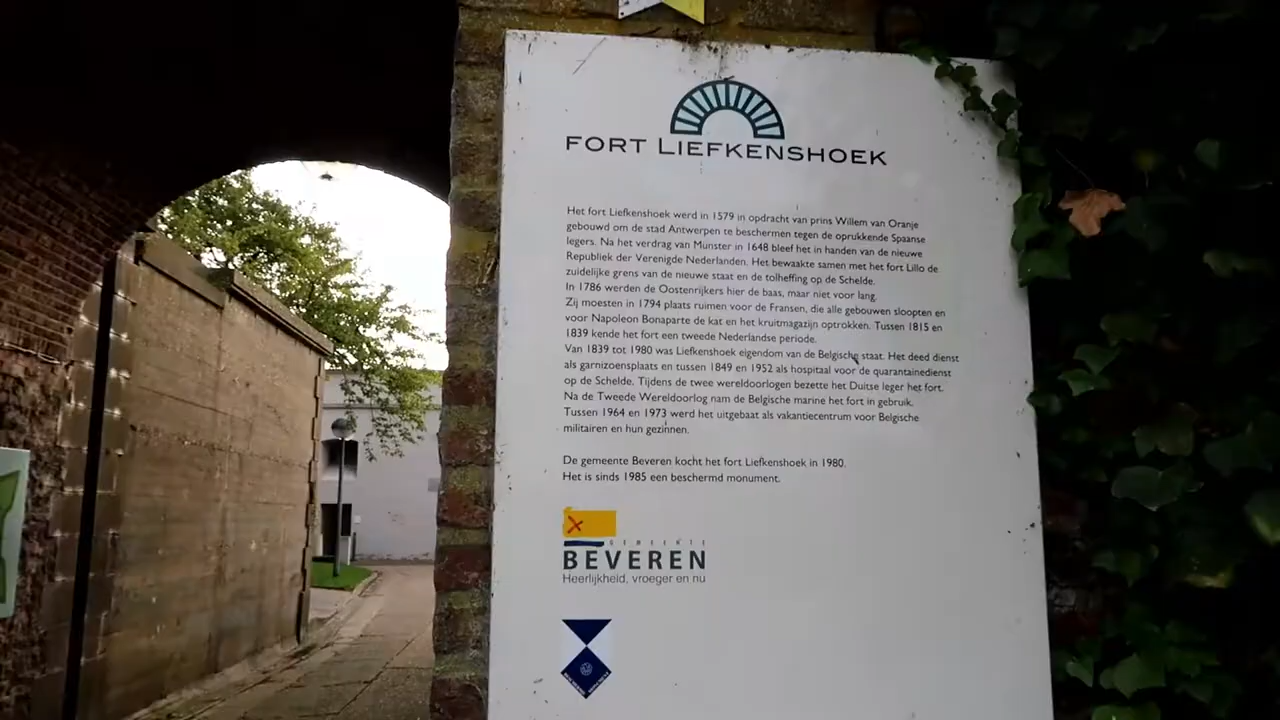 FORT LIEFKENSHOEK
Het fort Liefkenshoek werd in 1579 in opdracht van prins Willem van Oranje
gebouwd om de stad Antwerpen te beschermen tegen de oprukkende Spaanse
legers. Na het verdrag van Munster in 1648 bleef het in handen van de nieuwe
Republiek der Verenigde Nederlanden. Het bewaakte samen met het fort Lillo de
zuidelijke grens van de nieuwe staat en de tolheffing op de Schelde.
In 1786 werden de Oostenrijkers hier de baas, maar niet voor lang.
Zij moesten in 1794 plaats ruimen voor de Fransen, die alle gebouwen sloopten en
voor Napoleon Bonaparte de kat en het kruitmagazijn optrokken. Tussen 1815 en
1839 kende het fort een tweede Nederlandse periode.
Van 1839 tot 1980 was Liefkenshoek eigendom van de Belgische staat. Het deed dienst
als garnizoensplaats en tussen 1849 en 1952 als hospitaal voor de quarantainedienst
op de Schelde. Tijdens de twee wereldoorlogen bezette het Duitse leger het fort.
Na de Tweede Wereldoorlog nam de Belgische marine het fort in gebruik.
Tussen 1964 en 1973 werd het uitgebaat als vakantiecentrum voor Belgische
militairen en hun gezinnen.
De gemeente Beveren kocht het fort Liefkenshoek in 1980.
Het is sinds 1985 een beschermd monument.
GEMEENTE
BEVEREN
Heerlijkheid, vroeger en nu